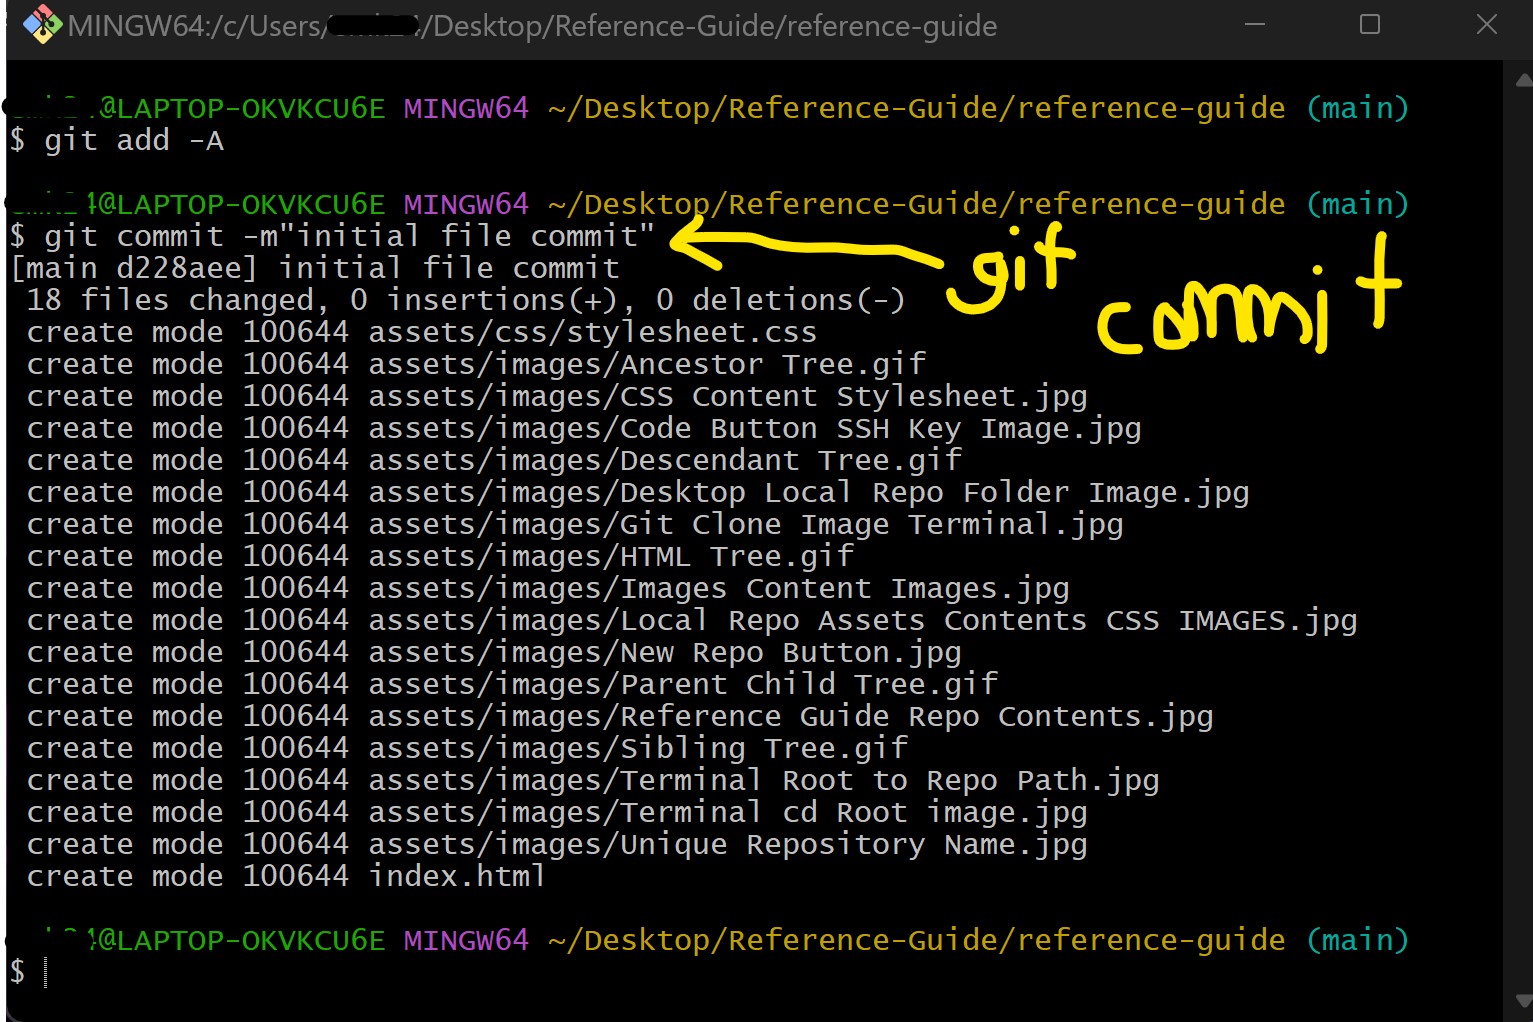 MINGW64:/c/Users/ /Desktop/Reference-Guide/reference-guide
@LAPTOP-OKVKCU6E MINGW64 ~/Desktop/Reference-Guide/reference-guide (main)
$ git add -A
@LAPTOP-OKVKCU6E MINGW64 ~/Desktop/Reference-Guide/reference-guide (main)
$ git commit -m"initial file commit"
git commit
[main d228aee] initial file commit
18 files changed, 0 insertions(+), 0 deletions(-)
create mode 100644 assets/css/stylesheet.css
create mode 100644 assets/images/Ancestor Tree.gif
create mode 100644 assets/images/CSS Content Stylesheet.jpg
create mode 100644 assets/images/Code Button SSH Key Image.jpg
create mode 100644 assets/images/Descendant Tree.gif
create mode 100644 assets/images/Desktop Local Repo Folder Image.jpg
create mode 100644 assets/images/Git Clone Image Terminal.jpg
create mode 100644 assets/images/HTML Tree.gif
create mode 100644 assets/images/Images Content Images.jpg
create mode 100644 assets/images/Local Repo Assets Contents CSS IMAGES.jpg
create mode 100644 assets/images/New Repo Button.jpg
create mode 100644 assets/images/Parent Child Tree.gif
create mode 100644 assets/images/Reference Guide Repo Contents.jpg
create mode 100644 assets/images/Sibling Tree.gif
create mode 100644 assets/images/Terminal Root to Repo Path.jpg
create mode 100644 assets/images/Terminal cd Root image.jpg
create mode 100644 assets/images/Unique Repository Name.jpg
create mode 100644 index.html
@LAPTOP-OKVKCU6E MINGW64 ~/Desktop/Reference-Guide/reference-guide (main)
$